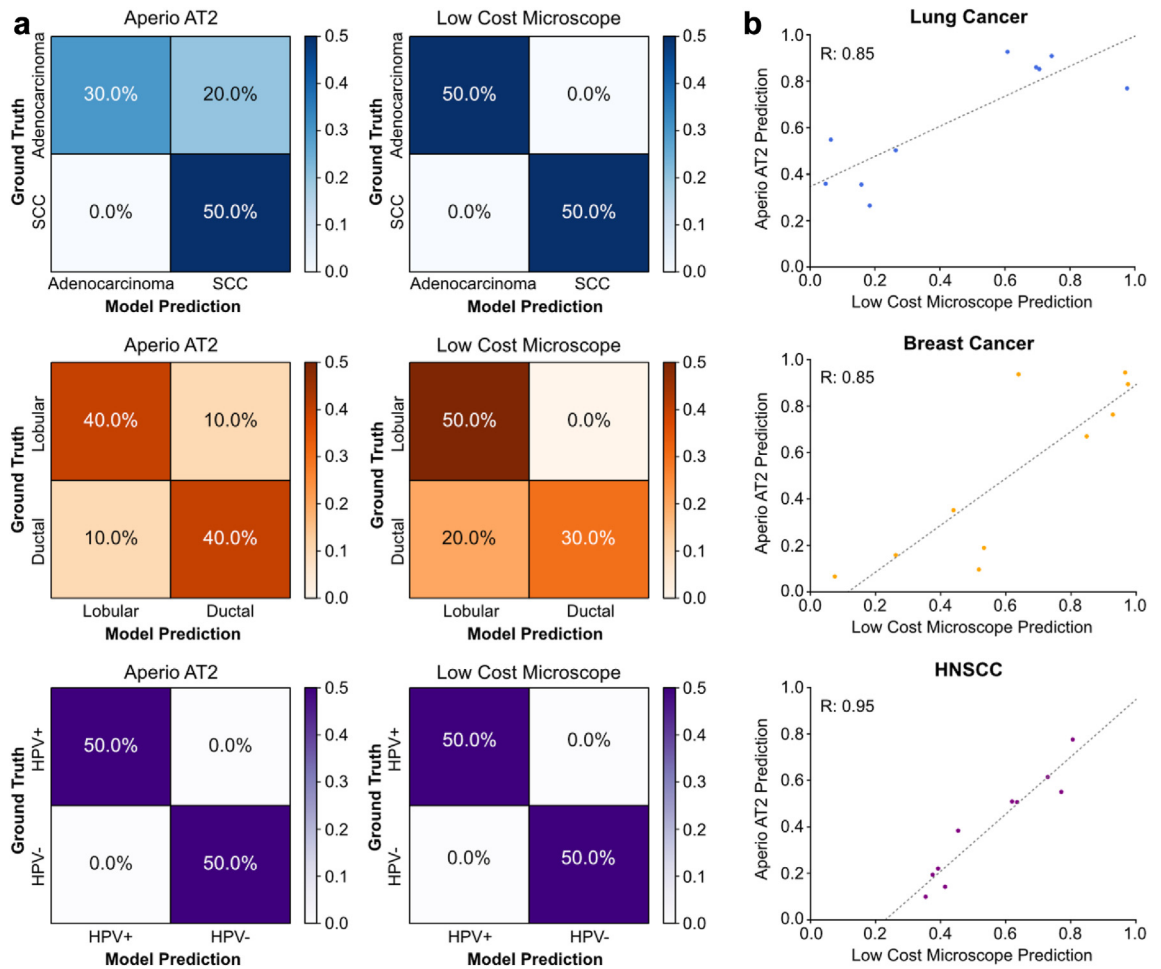 a
Aperio AT2
Low Cost Microscope
Ground Truth
Adenocarcinoma
SCC
30.0%
20.0%
0.0%
50.0%
0.5
0.4
0.3
0.2
0.1
0.0
Adenocarcinoma
SCC
Model Prediction
Ground Truth
Adenocarcinoma
SCC
50.0%
0.0%
0.0%
50.0%
0.5
0.4
0.3
0.2
0.1
0.0
Adenocarcinoma
SCC
Model Prediction
Aperio AT2
Low Cost Microscope
Ground Truth
Lobular
Ductal
40.0%
10.0%
10.0%
40.0%
0.5
0.4
0.3
0.2
0.1
0.0
Lobular
Ductal
Model Prediction
Ground Truth
Lobular
Ductal
50.0%
0.0%
20.0%
30.0%
0.5
0.4
0.3
0.2
0.1
0.0
Lobular
Ductal
Model Prediction
Aperio AT2
Low Cost Microscope
Ground Truth
HPV+
HPV-
50.0%
0.0%
0.0%
50.0%
0.5
0.4
0.3
0.2
0.1
0.0
HPV+
HPV-
Model Prediction
Ground Truth
HPV+
HPV-
50.0%
0.0%
0.0%
50.0%
0.5
0.4
0.3
0.2
0.1
0.0
HPV+
HPV-
Model Prediction
b
Lung Cancer
R: 0.85
Aperio AT2 Prediction
1.0
0.8
0.6
0.4
0.2
0.0
0.0
0.2
0.4
0.6
0.8
1.0
Low Cost Microscope Prediction
Breast Cancer
R: 0.85
Aperio AT2 Prediction
1.0
0.8
0.6
0.4
0.2
0.0
0.0
0.2
0.4
0.6
0.8
1.0
Low Cost Microscope Prediction
HNSCC
R: 0.95
Aperio AT2 Prediction
1.0
0.8
0.6
0.4
0.2
0.0
0.0
0.2
0.4
0.6
0.8
1.0
Low Cost Microscope Prediction